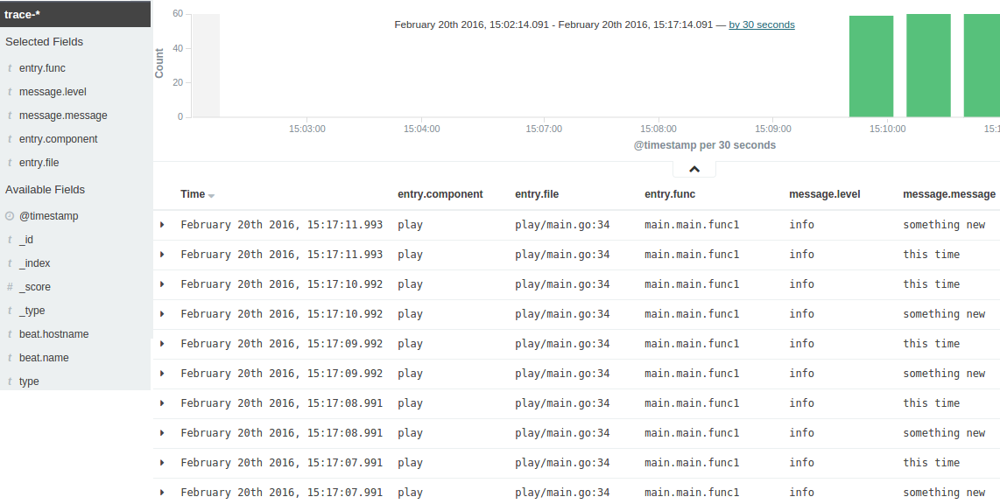 trace-*
Selected Fields
t entry.func
t message.level
t message.message
t entry.component
t entry.file
Available Fields
@timestamp
t _id
t _index
# _score
t _type
t beat.hostname
t beat.name
t type
February 20th 2016, 15:02:14.091 - February 20th 2016, 15:17:14.091 — by 30 seconds
Count
60
40
20
0
15:03:00 15:04:00 15:07:00 15:08:00 15:09:00 15:10:00 15:1
@timestamp per 30 seconds
Time entry.component entry.file entry.func message.level message.message
February 20th 2016, 15:17:11.993 play play/main.go:34 main.main.func1 info something new
February 20th 2016, 15:17:11.993 play play/main.go:34 main.main.func1 info this time
February 20th 2016, 15:17:10.992 play play/main.go:34 main.main.func1 info this time
February 20th 2016, 15:17:10.992 play play/main.go:34 main.main.func1 info something new
February 20th 2016, 15:17:09.992 play play/main.go:34 main.main.func1 info this time
February 20th 2016, 15:17:09.992 play play/main.go:34 main.main.func1 info something new
February 20th 2016, 15:17:08.991 play play/main.go:34 main.main.func1 info this time
February 20th 2016, 15:17:08.991 play play/main.go:34 main.main.func1 info something new
February 20th 2016, 15:17:07.991 play play/main.go:34 main.main.func1 info this time
February 20th 2016, 15:17:07.991 play play/main.go:34 main.main.func1 info something new